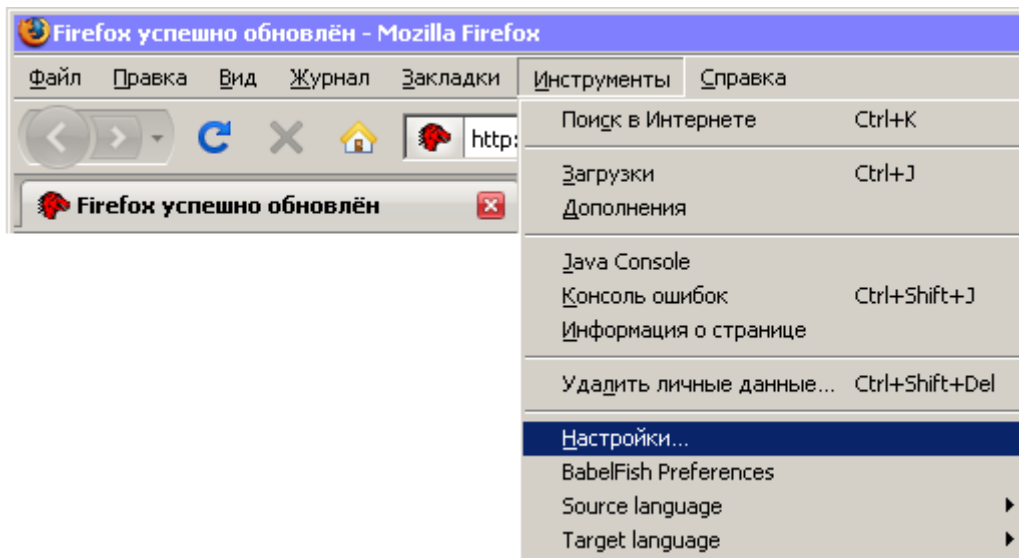 Firefox успешно обновлён - Mozilla Firefox
Файл Правка Вид Журнал Закладки Инструменты Справка
http:
Firefox успешно обновлён
Поиск в Интернете Ctrl+K
Загрузки Ctrl+J
Дополнения
Java Console
Консоль ошибок Ctrl+Shift+J
Информация о странице
Удалить личные данные... Ctrl+Shift+Del
Настройки...
BabelFish Preferences
Source language
Target language